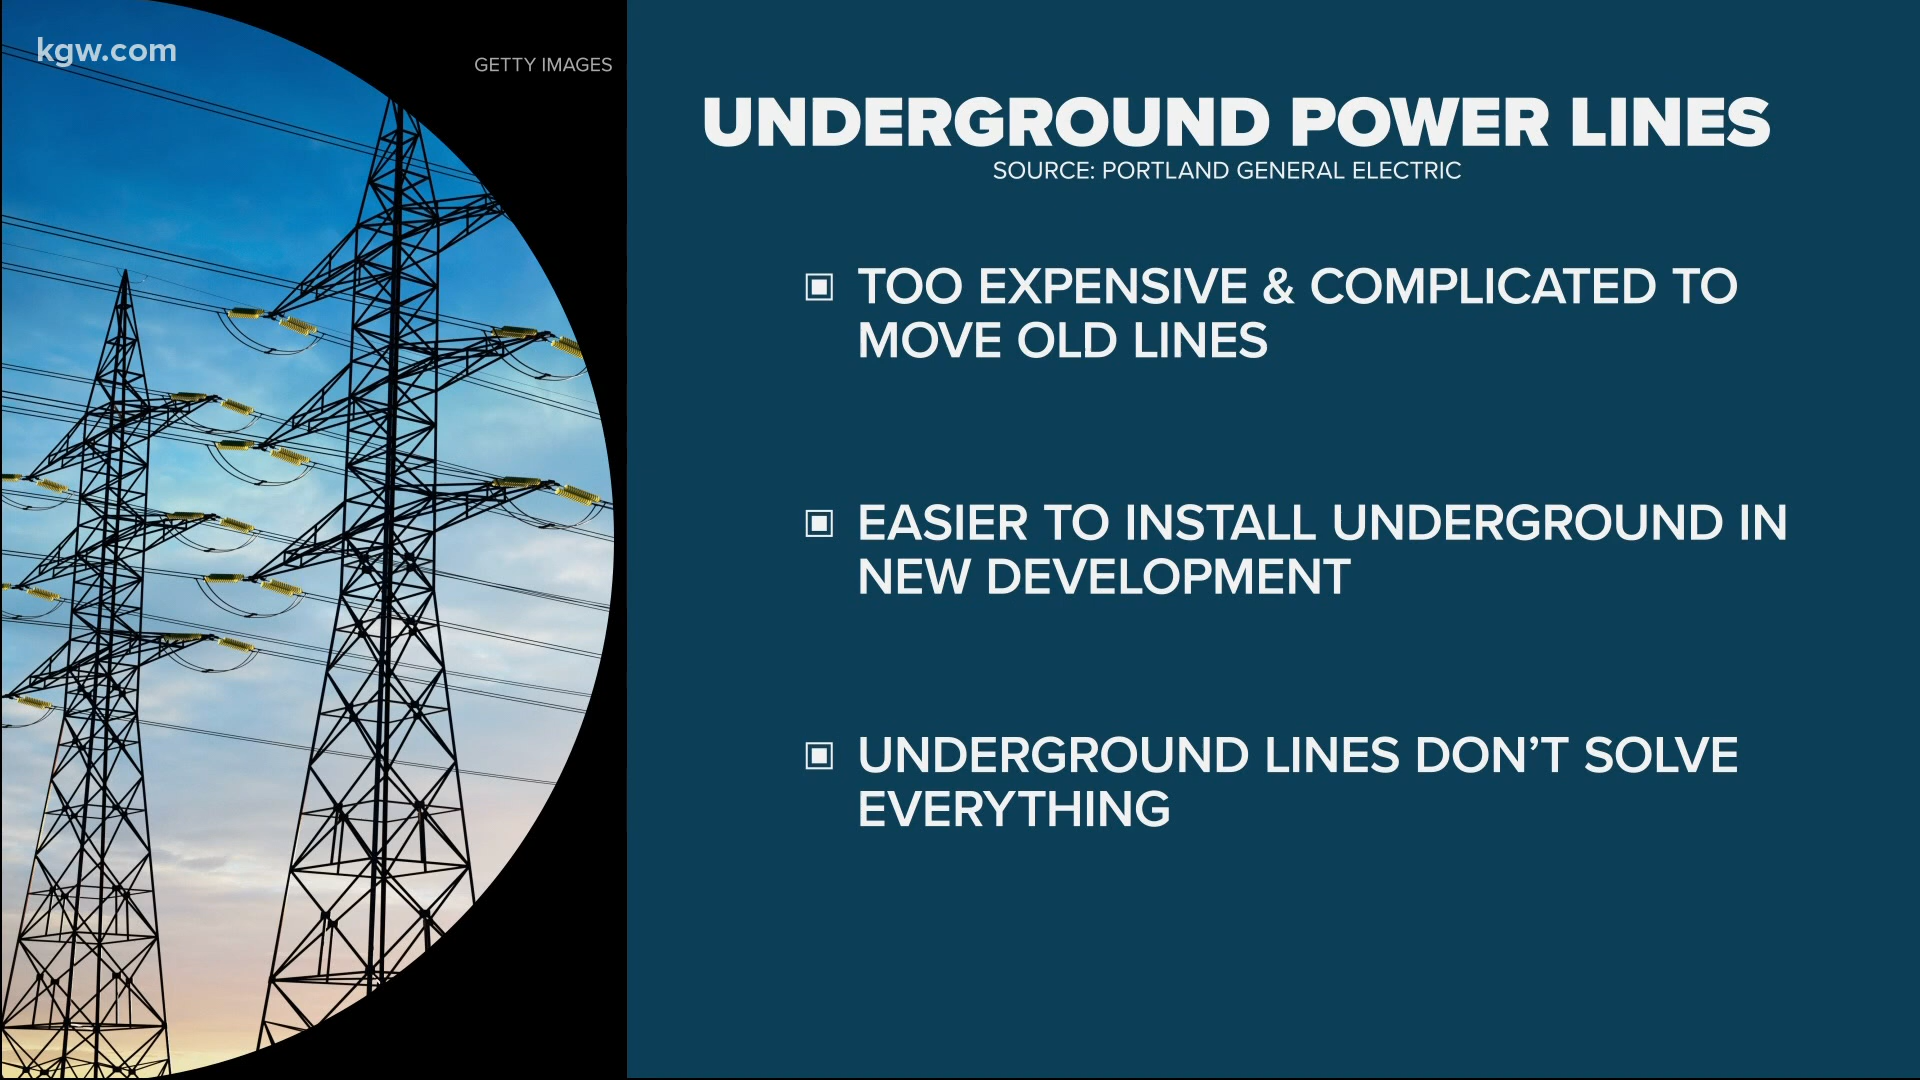 kgw.com
GETTY IMAGES
UNDERGROUND POWER LINES
SOURCE: PORTLAND GENERAL ELECTRIC
TOO EXPENSIVE & COMPLICATED TO
MOVE OLD LINES
EASIER TO INSTALL UNDERGROUND IN
NEW DEVELOPMENT
UNDERGROUND LINES DON’T SOLVE
EVERYTHING